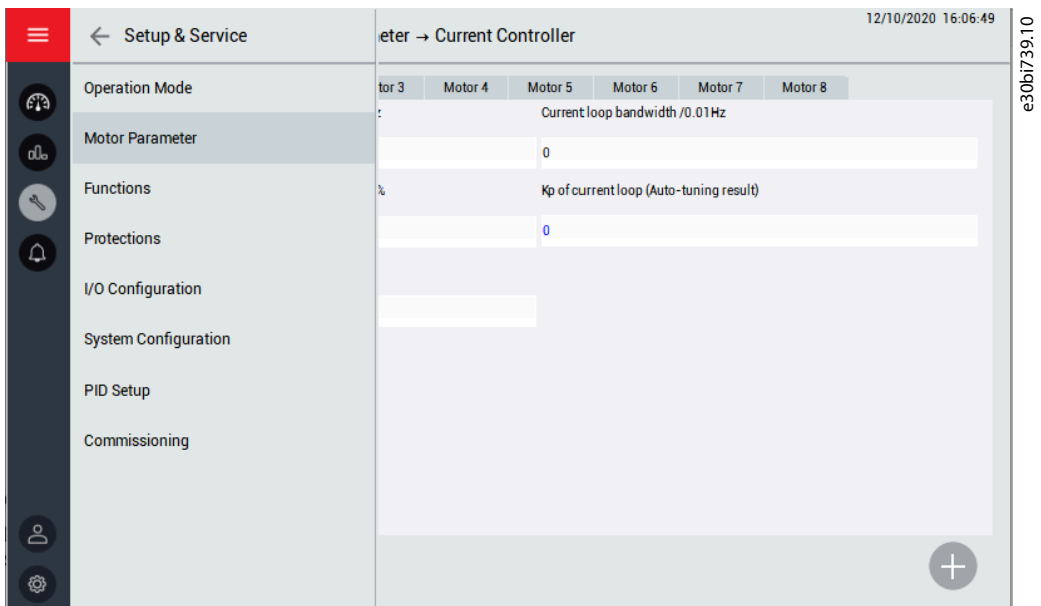 Setup & Service
eter → Current Controller
12/10/2020 16:06:49
e30bi739.10
Operation Mode
Motor Parameter
Functions
Protections
I/O Configuration
System Configuration
PID Setup
Commissioning
tor 3 Motor 4 Motor 5 Motor 6 Motor 7 Motor 8
z Current loop bandwidth /0.01Hz
0
% Kp of current loop (Auto-tuning result)
0